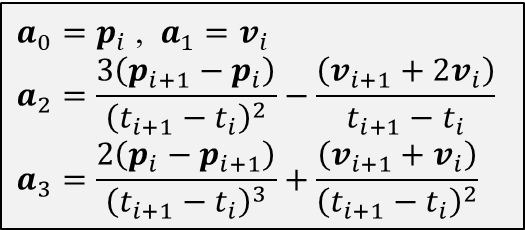 𝒂₀ = 𝒑ᵢ , 𝒂₁ = 𝒗ᵢ
𝒂₂ = 3(𝒑ᵢ₊₁ − 𝒑ᵢ)/(tᵢ₊₁ − tᵢ)² − (𝒗ᵢ₊₁ + 2𝒗ᵢ)/(tᵢ₊₁ − tᵢ)
𝒂₃ = 2(𝒑ᵢ − 𝒑ᵢ₊₁)/(tᵢ₊₁ − tᵢ)³ + (𝒗ᵢ₊₁ + 𝒗ᵢ)/(tᵢ₊₁ − tᵢ)²